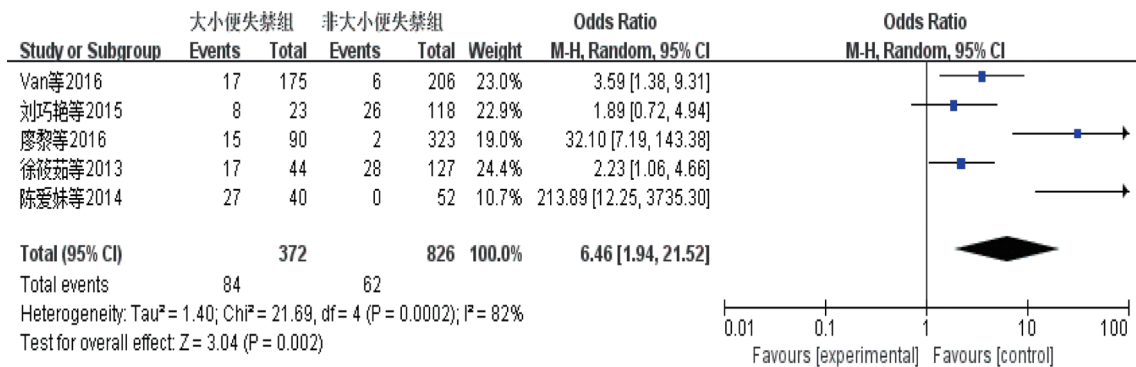 大小便失禁组 非大小便失禁组 Odds Ratio Odds Ratio
Study or Subgroup Events Total Events Total Weight M-H, Random, 95% CI M-H, Random, 95% CI
Van等2016 17 175 6 206 23.0% 3.59 [1.38, 9.31]
刘巧艳等2015 8 23 26 118 22.9% 1.89 [0.72, 4.94]
廖黎等2016 15 90 2 323 19.0% 32.10 [7.19, 143.38]
徐筱茹等2013 17 44 28 127 24.4% 2.23 [1.06, 4.66]
陈爱妹等2014 27 40 0 52 10.7% 213.89 [12.25, 3735.30]
Total (95% CI) 372 826 100.0% 6.46 [1.94, 21.52]
Total events 84 62
Heterogeneity: Tau² = 1.40; Chi² = 21.69, df = 4 (P = 0.0002); I² = 82%
Test for overall effect: Z = 3.04 (P = 0.002)
0.01 0.1 1 10 100
Favours [experimental] Favours [control]